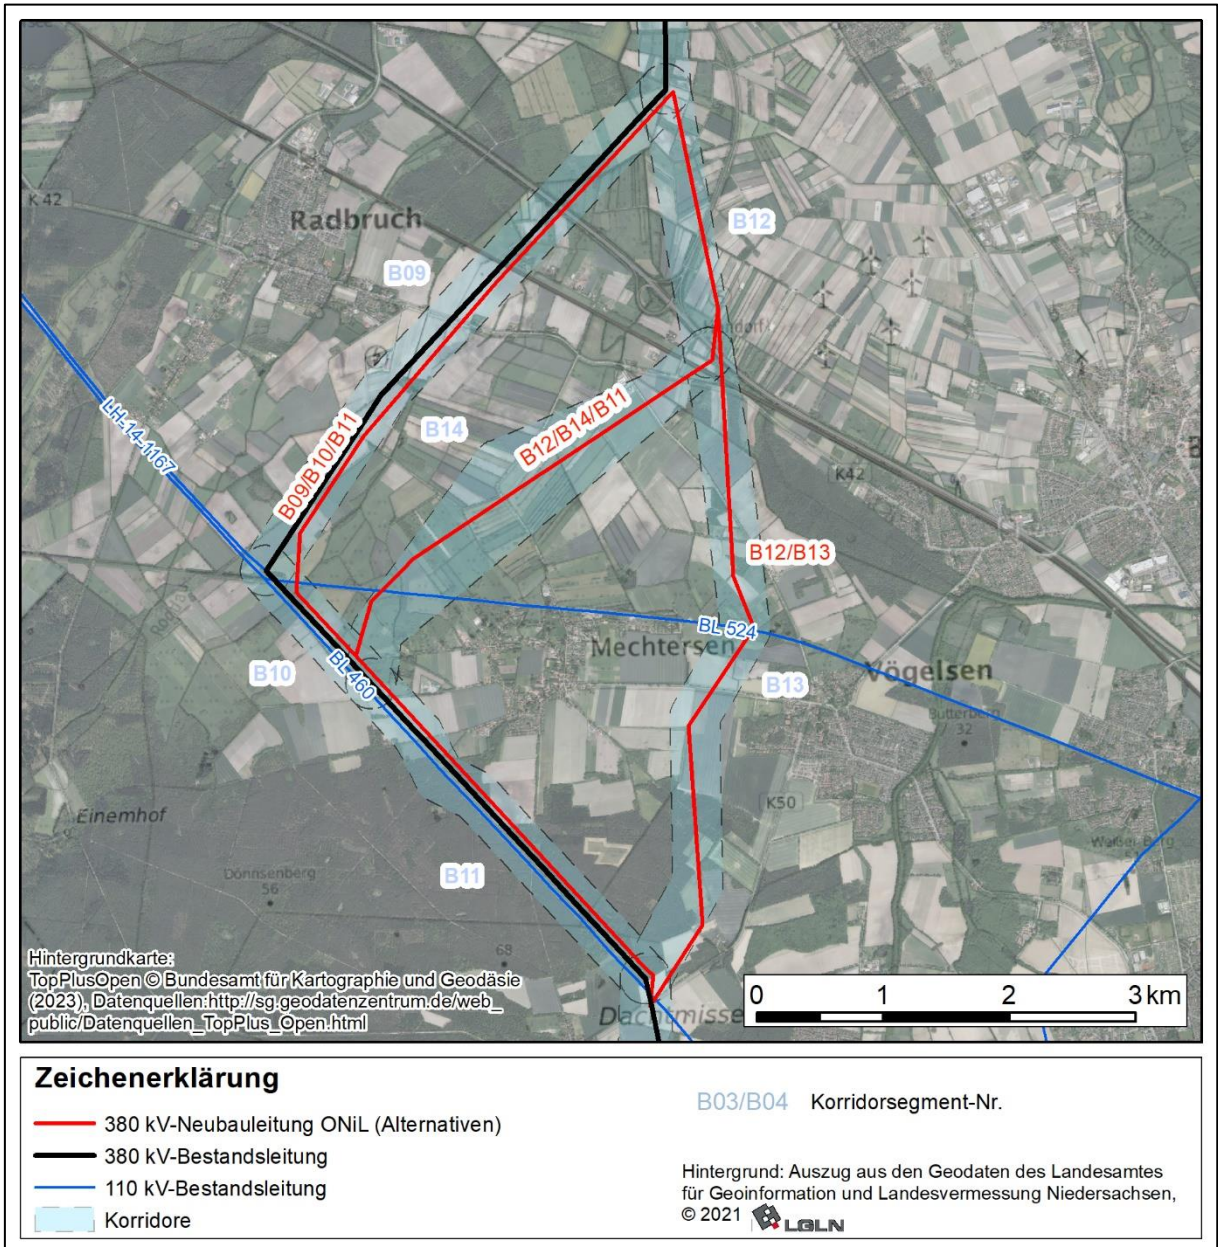 K 42
Radbruch
B12
B09
LH-14-1167
B09/B10/B11
B14
B12/B14/B11
K42
B12/B13
BL 524
Mechtersen
B10
BL 460
B13
Vögelsen
Butterberg
32
K50
Einemhof
Dönnsenberg
56
B11
68
Hintergrundkarte:
TopPlusOpen © Bundesamt für Kartographie und Geodäsie
(2023), Datenquellen:http://sg.geodatenzentrum.de/web_
public/Datenquellen_TopPlus_Open.html
Dachtmisse
0 1 2 3 km
Zeichenerklärung
380 kV-Neubauleitung ONiL (Alternativen)
380 kV-Bestandsleitung
110 kV-Bestandsleitung
Korridore
B03/B04 Korridorsegment-Nr.
Hintergrund: Auszug aus den Geodaten des Landesamtes
für Geoinformation und Landesvermessung Niedersachsen,
© 2021 LGLN